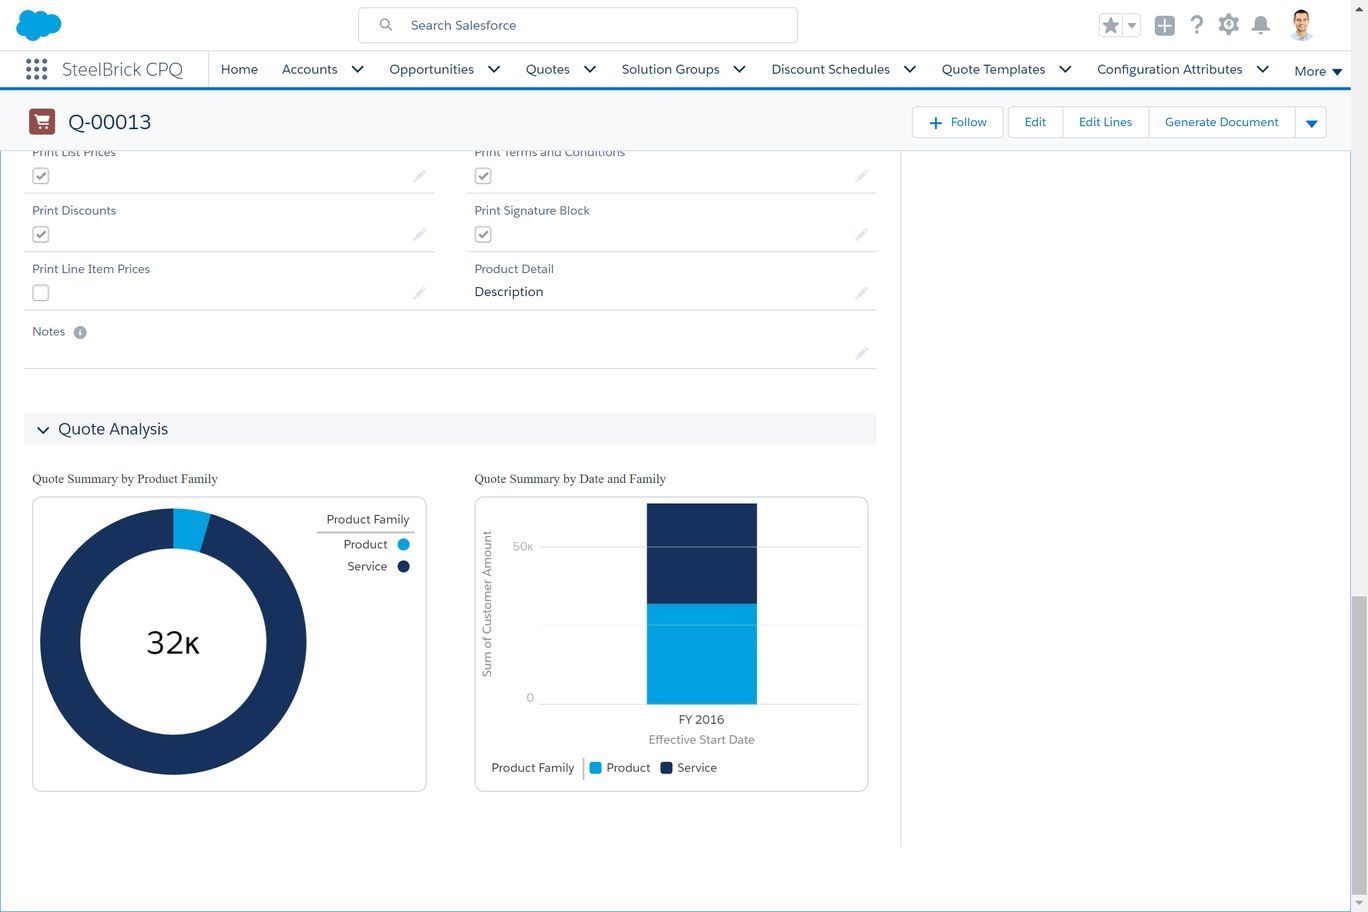 Search Salesforce
SteelBrick CPQ
Home
Accounts
Opportunities
Quotes
Solution Groups
Discount Schedules
Quote Templates
Configuration Attributes
More
Q-00013
Follow
Edit
Edit Lines
Generate Document
Print List Prices
Print Terms and Conditions
Print Discounts
Print Signature Block
Print Line Item Prices
Product Detail
Description
Notes
Quote Analysis
Quote Summary by Product Family
Product Family
Product
Service
32K
Quote Summary by Date and Family
Sum of Customer Amount
50K
0
FY 2016
Effective Start Date
Product Family
Product
Service